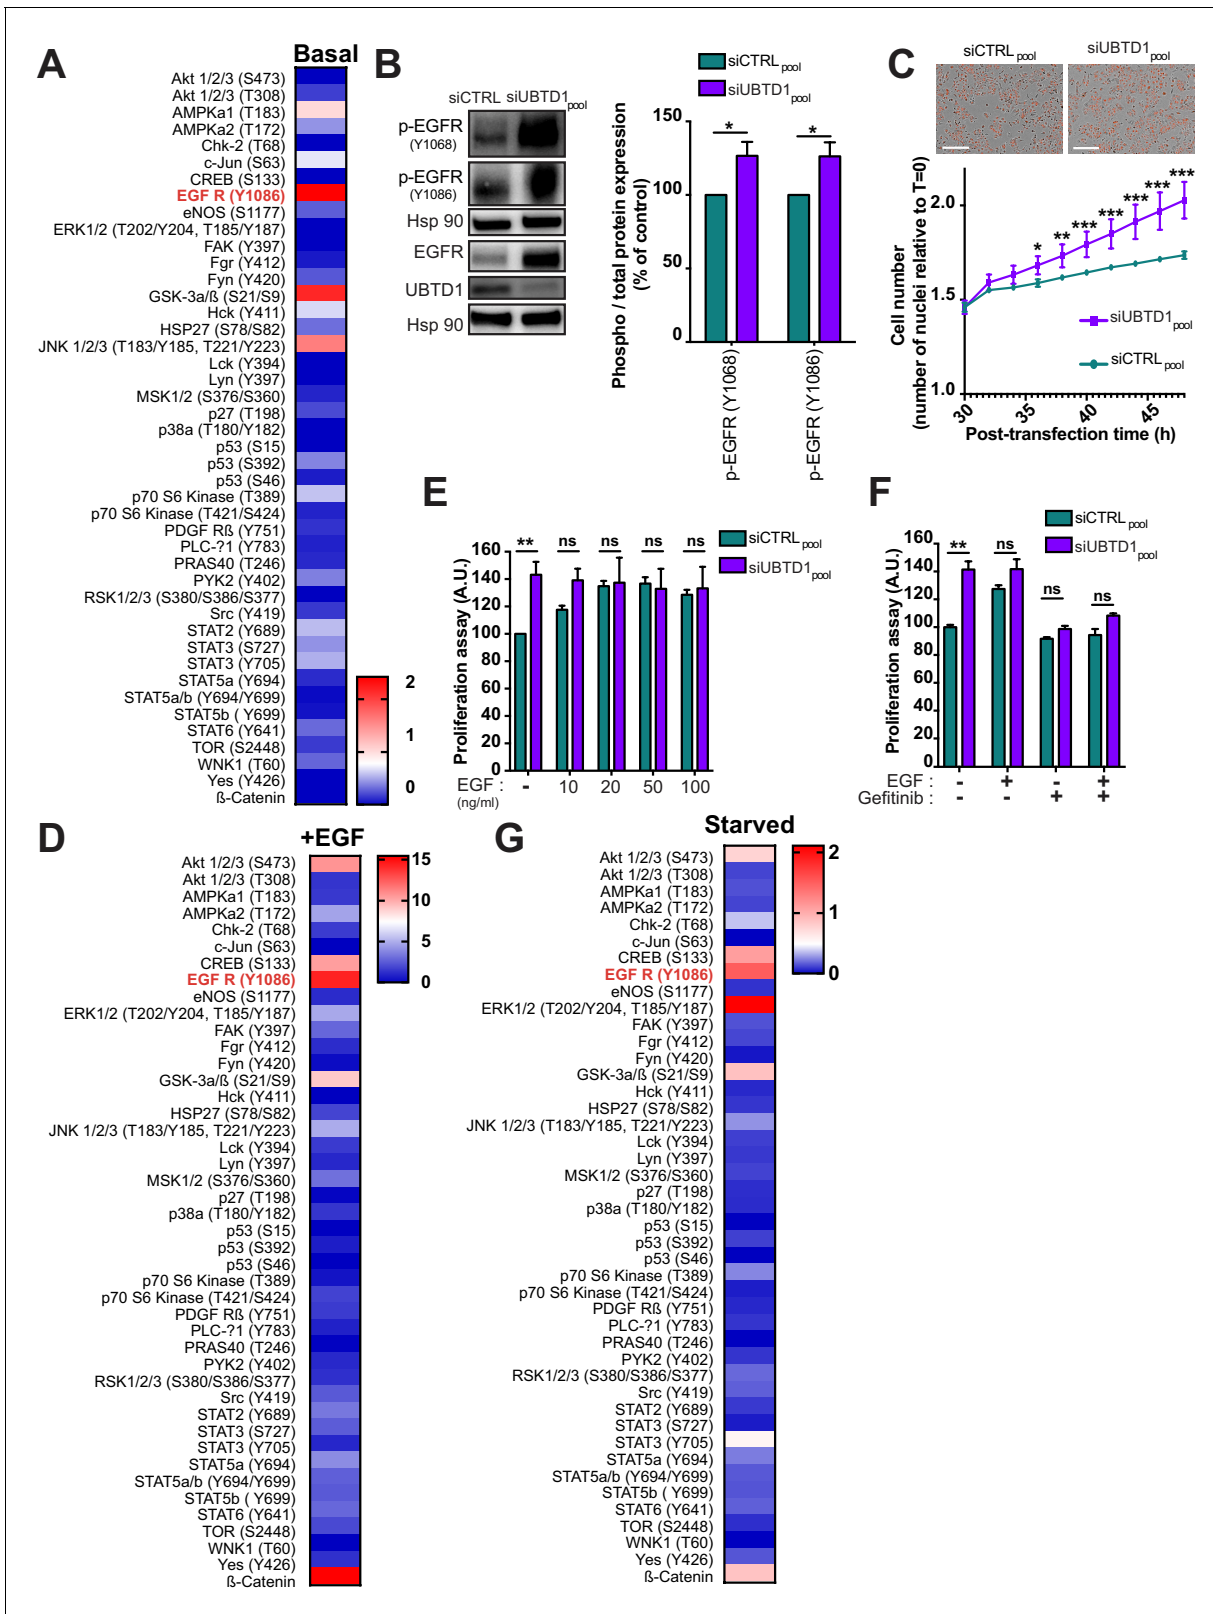 A
Basal
Akt 1/2/3 (S473)
Akt 1/2/3 (T308)
AMPKa1 (T183)
AMPKa2 (T172)
Chk-2 (T68)
c-Jun (S63)
CREB (S133)
EGF R (Y1086)
eNOS (S1177)
ERK1/2 (T202/Y204, T185/Y187)
FAK (Y397)
Fgr (Y412)
Fyn (Y420)
GSK-3a/ß (S21/S9)
Hck (Y411)
HSP27 (S78/S82)
JNK 1/2/3 (T183/Y185, T221/Y223)
Lck (Y394)
Lyn (Y397)
MSK1/2 (S376/S360)
p27 (T198)
p38a (T180/Y182)
p53 (S15)
p53 (S392)
p53 (S46)
p70 S6 Kinase (T389)
p70 S6 Kinase (T421/S424)
PDGF Rß (Y751)
PLC-?1 (Y783)
PRAS40 (T246)
PYK2 (Y402)
RSK1/2/3 (S380/S386/S377)
Src (Y419)
STAT2 (Y689)
STAT3 (S727)
STAT3 (Y705)
STAT5a (Y694)
STAT5a/b (Y694/Y699)
STAT5b ( Y699)
STAT6 (Y641)
TOR (S2448)
WNK1 (T60)
Yes (Y426)
ß-Catenin
2
1
0
B
siCTRL siUBTD1pool
p-EGFR
(Y1068)
p-EGFR
(Y1086)
Hsp 90
EGFR
UBTD1
Hsp 90
siCTRLpool
siUBTD1pool
Phospho / total protein expression
(% of control)
150
100
50
0
* *
p-EGFR (Y1068)
p-EGFR (Y1086)
C
siCTRLpool siUBTD1pool
Cell number
(number of nuclei relative to T=0)
2.0
1.5
1.0
* ** *** *** *** *** ***
siUBTD1pool
siCTRLpool
30 35 40 45
Post-transfection time (h)
E
siCTRLpool
siUBTD1pool
Proliferation assay (A.U.)
160
140
120
100
80
60
40
20
0
** ns ns ns ns
EGF : - 10 20 50 100
(ng/ml)
F
siCTRLpool
siUBTD1pool
Proliferation assay (A.U.)
160
140
120
100
80
60
40
20
0
** ns ns ns
EGF : - + - +
Gefitinib : - - + +
D
+EGF
Akt 1/2/3 (S473)
Akt 1/2/3 (T308)
AMPKa1 (T183)
AMPKa2 (T172)
Chk-2 (T68)
c-Jun (S63)
CREB (S133)
EGF R (Y1086)
eNOS (S1177)
ERK1/2 (T202/Y204, T185/Y187)
FAK (Y397)
Fgr (Y412)
Fyn (Y420)
GSK-3a/ß (S21/S9)
Hck (Y411)
HSP27 (S78/S82)
JNK 1/2/3 (T183/Y185, T221/Y223)
Lck (Y394)
Lyn (Y397)
MSK1/2 (S376/S360)
p27 (T198)
p38a (T180/Y182)
p53 (S15)
p53 (S392)
p53 (S46)
p70 S6 Kinase (T389)
p70 S6 Kinase (T421/S424)
PDGF Rß (Y751)
PLC-?1 (Y783)
PRAS40 (T246)
PYK2 (Y402)
RSK1/2/3 (S380/S386/S377)
Src (Y419)
STAT2 (Y689)
STAT3 (S727)
STAT3 (Y705)
STAT5a (Y694)
STAT5a/b (Y694/Y699)
STAT5b ( Y699)
STAT6 (Y641)
TOR (S2448)
WNK1 (T60)
Yes (Y426)
ß-Catenin
15
10
5
0
G
Starved
Akt 1/2/3 (S473)
Akt 1/2/3 (T308)
AMPKa1 (T183)
AMPKa2 (T172)
Chk-2 (T68)
c-Jun (S63)
CREB (S133)
EGF R (Y1086)
eNOS (S1177)
ERK1/2 (T202/Y204, T185/Y187)
FAK (Y397)
Fgr (Y412)
Fyn (Y420)
GSK-3a/ß (S21/S9)
Hck (Y411)
HSP27 (S78/S82)
JNK 1/2/3 (T183/Y185, T221/Y223)
Lck (Y394)
Lyn (Y397)
MSK1/2 (S376/S360)
p27 (T198)
p38a (T180/Y182)
p53 (S15)
p53 (S392)
p53 (S46)
p70 S6 Kinase (T389)
p70 S6 Kinase (T421/S424)
PDGF Rß (Y751)
PLC-?1 (Y783)
PRAS40 (T246)
PYK2 (Y402)
RSK1/2/3 (S380/S386/S377)
Src (Y419)
STAT2 (Y689)
STAT3 (S727)
STAT3 (Y705)
STAT5a (Y694)
STAT5a/b (Y694/Y699)
STAT5b ( Y699)
STAT6 (Y641)
TOR (S2448)
WNK1 (T60)
Yes (Y426)
ß-Catenin
2
1
0